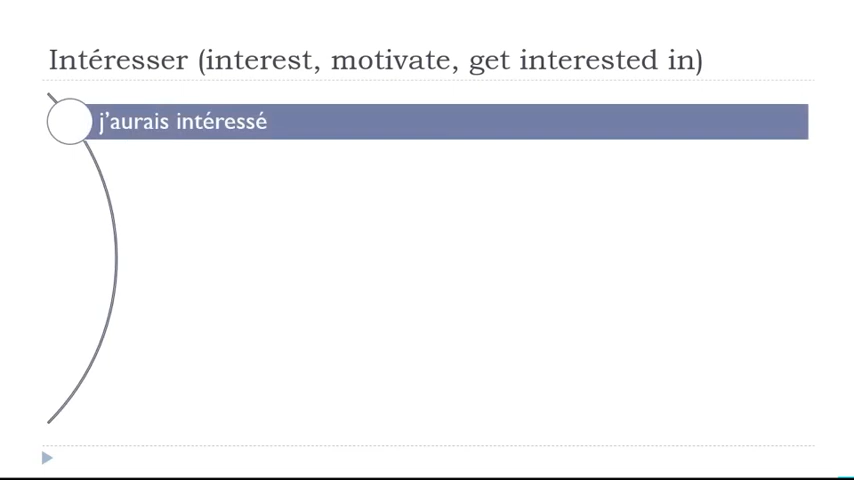 Intéresser (interest, motivate, get interested in)
j’aurais intéressé